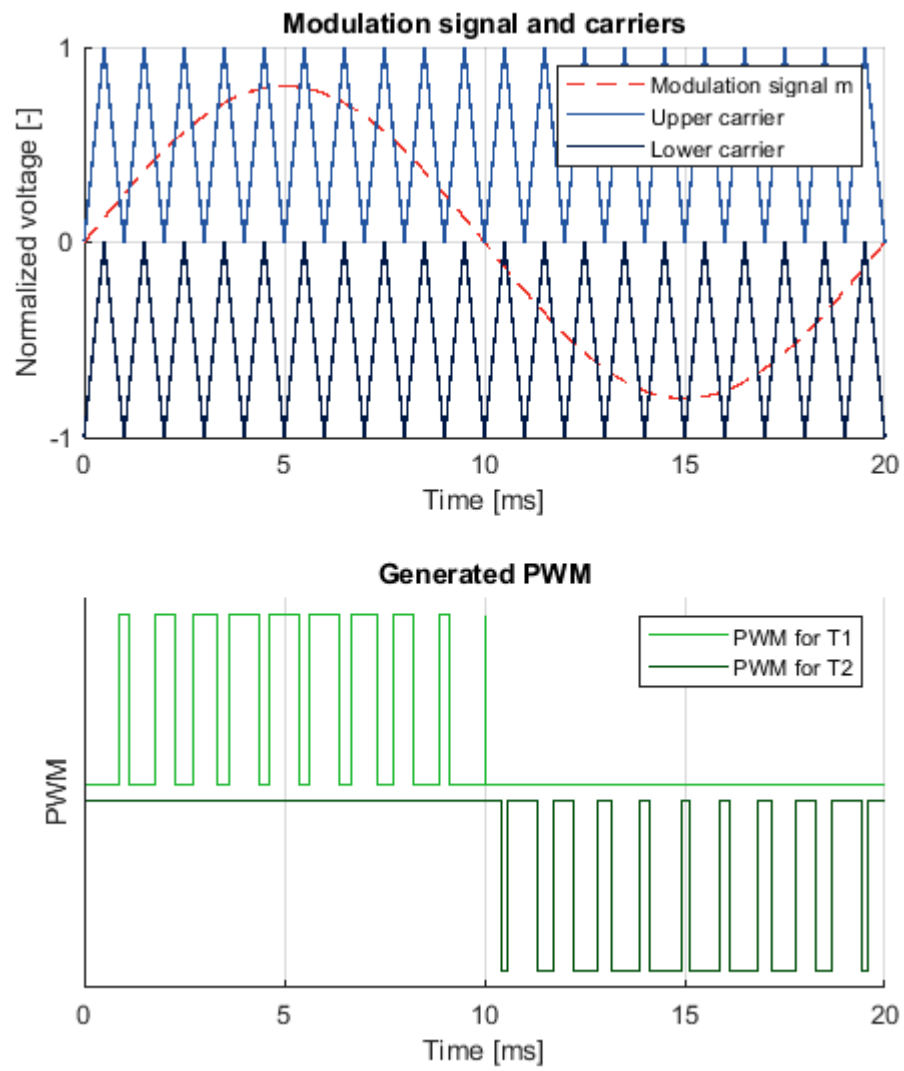 Modulation signal and carriers
Normalized voltage [-]
1
0
-1
Modulation signal m
Upper carrier
Lower carrier
0
5
10
15
20
Time [ms]
Generated PWM
PWM
PWM for T1
PWM for T2
0
5
10
15
20
Time [ms]